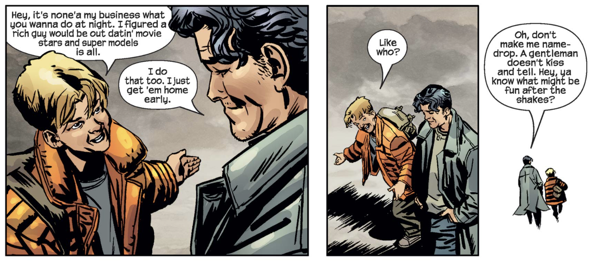 Hey, it's none'a my business what
you wanna do at night. I figured a
rich guy would be out datin' movie
stars and super models
is all.
I do
that too. I just
get 'em home
early.
Like
who?
Oh, don't
make me name-
drop. A gentleman
doesn't kiss
and tell. Hey, ya
know what might be
fun after the
shakes?